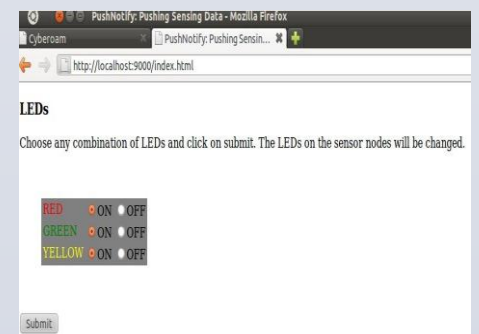 PushNotify: Pushing Sensing Data - Mozilla Firefox
Cyberoam
PushNotify: Pushing Sensin...
http://localhost:9000/index.html
LEDs
Choose any combination of LEDs and click on submit. The LEDs on the sensor nodes will be changed.
RED ON OFF
GREEN ON OFF
YELLOW ON OFF
Submit